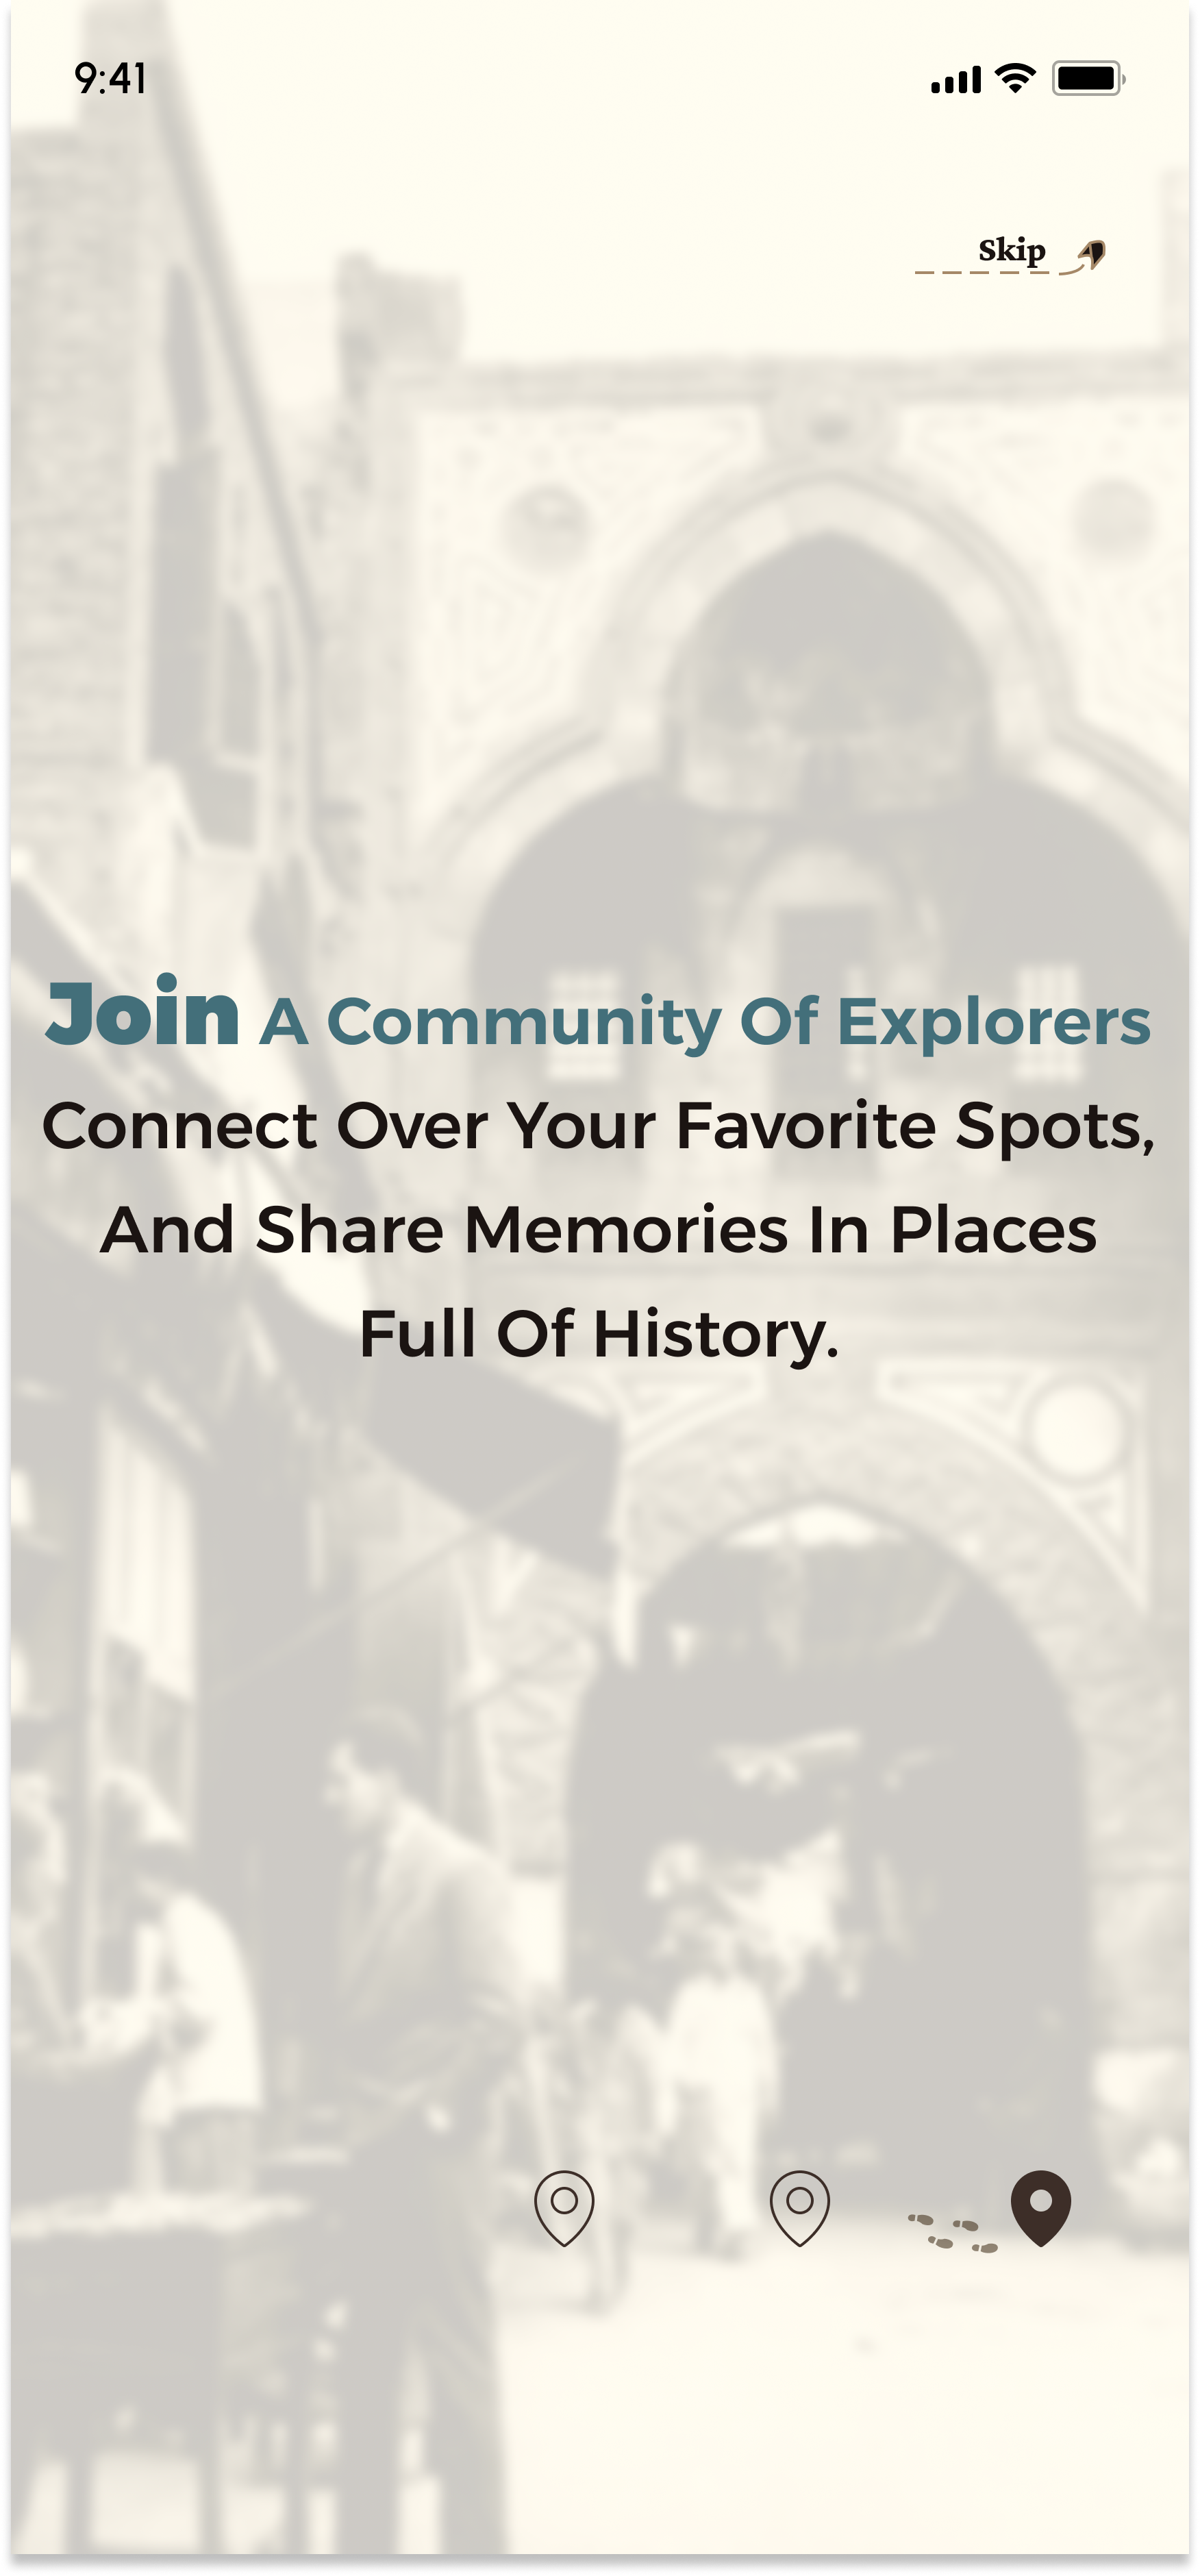 9:41
Skip
Join A Community Of Explorers
Connect Over Your Favorite Spots,
And Share Memories In Places
Full Of History.